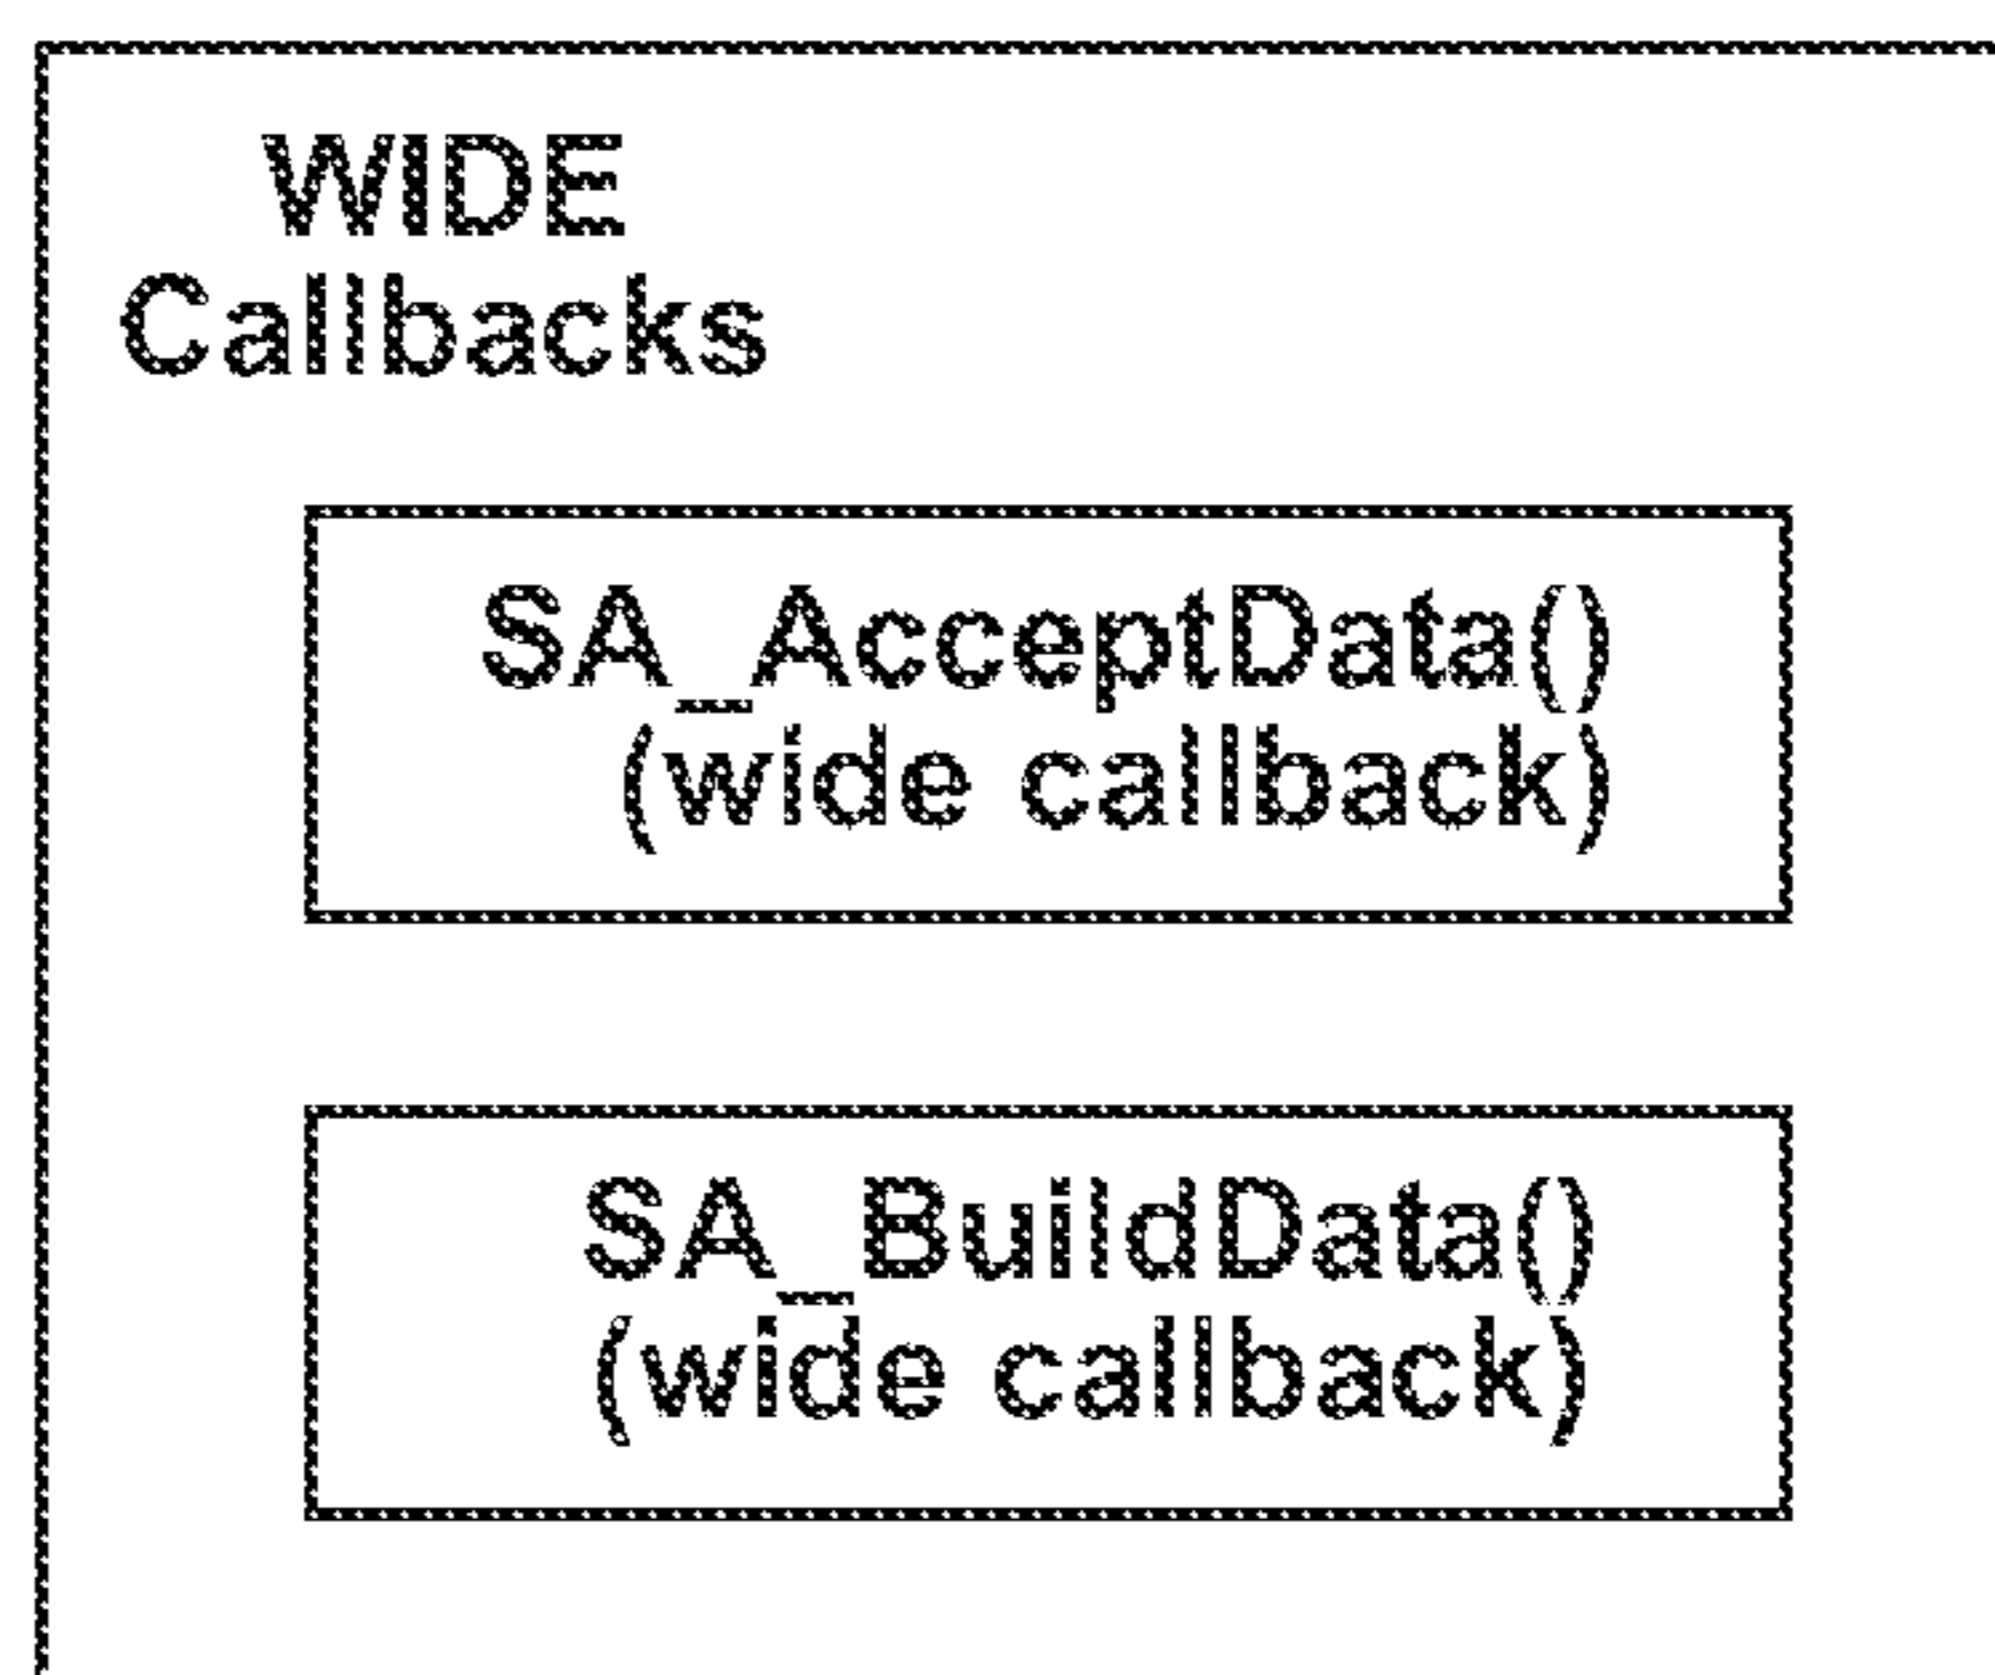 WIDE
Callbacks
SA_AcceptData()
(wide callback)
SA_BuildData()
(wide callback)